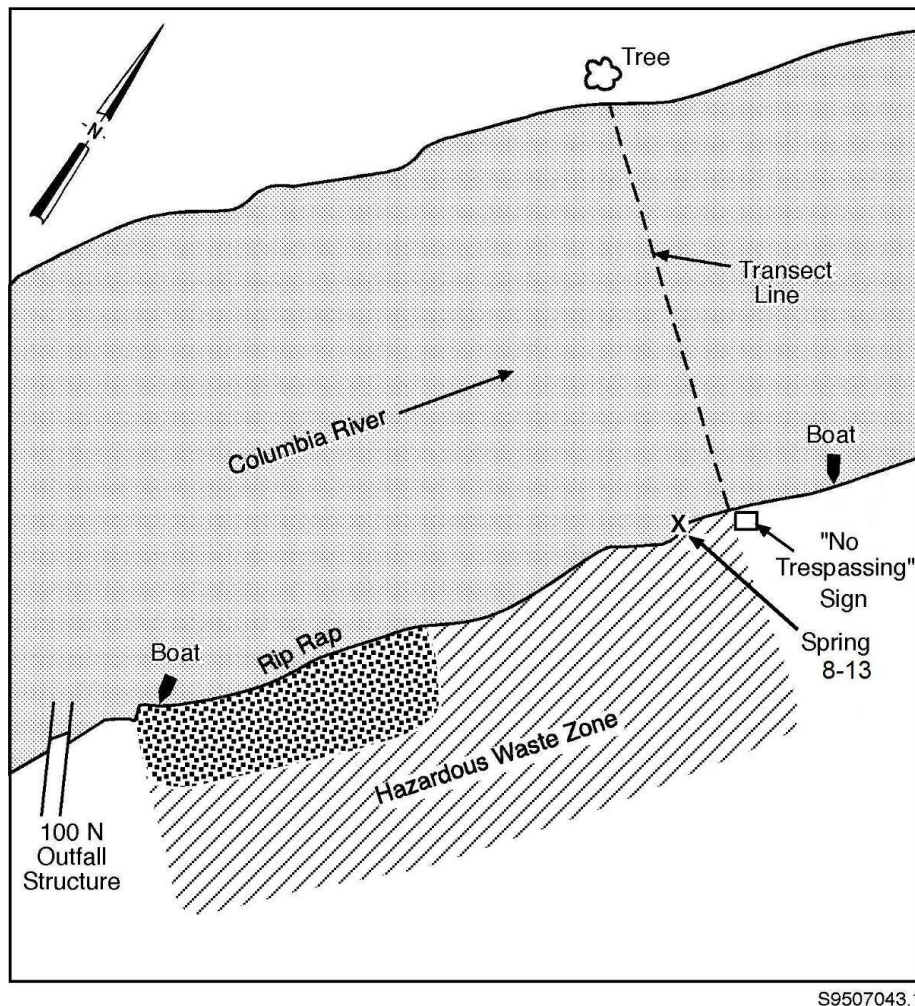 Tree
-N-
Transect
Line
Columbia River
Boat
"No
Trespassing"
Sign
Spring
8-13
Boat
Rip Rap
Hazardous Waste Zone
X
100 N
Outfall
Structure
S9507043.1